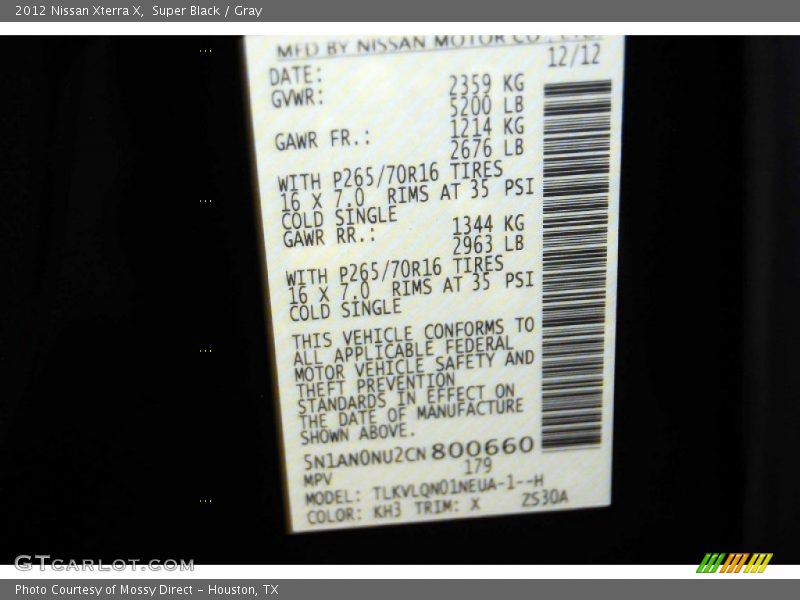 2012 Nissan Xterra X, Super Black / Gray
MFD BY NISSAN MOTOR CO., LTD.
DATE: 12/12
GVWR: 2359 KG
5200 LB
GAWR FR.: 1214 KG
2676 LB
WITH P265/70R16 TIRES
16 X 7.0 RIMS AT 35 PSI
COLD SINGLE
GAWR RR.: 1344 KG
2963 LB
WITH P265/70R16 TIRES
16 X 7.0 RIMS AT 35 PSI
COLD SINGLE
THIS VEHICLE CONFORMS TO
ALL APPLICABLE FEDERAL
MOTOR VEHICLE SAFETY AND
THEFT PREVENTION
STANDARDS IN EFFECT ON
THE DATE OF MANUFACTURE
SHOWN ABOVE.
5N1AN0NU2CN 800660
MPV 179
MODEL: TLKVLQN01NEUA-1--H
COLOR: KH3 TRIM: X ZS30A
GTCARLOT.COM
Photo Courtesy of Mossy Direct – Houston, TX